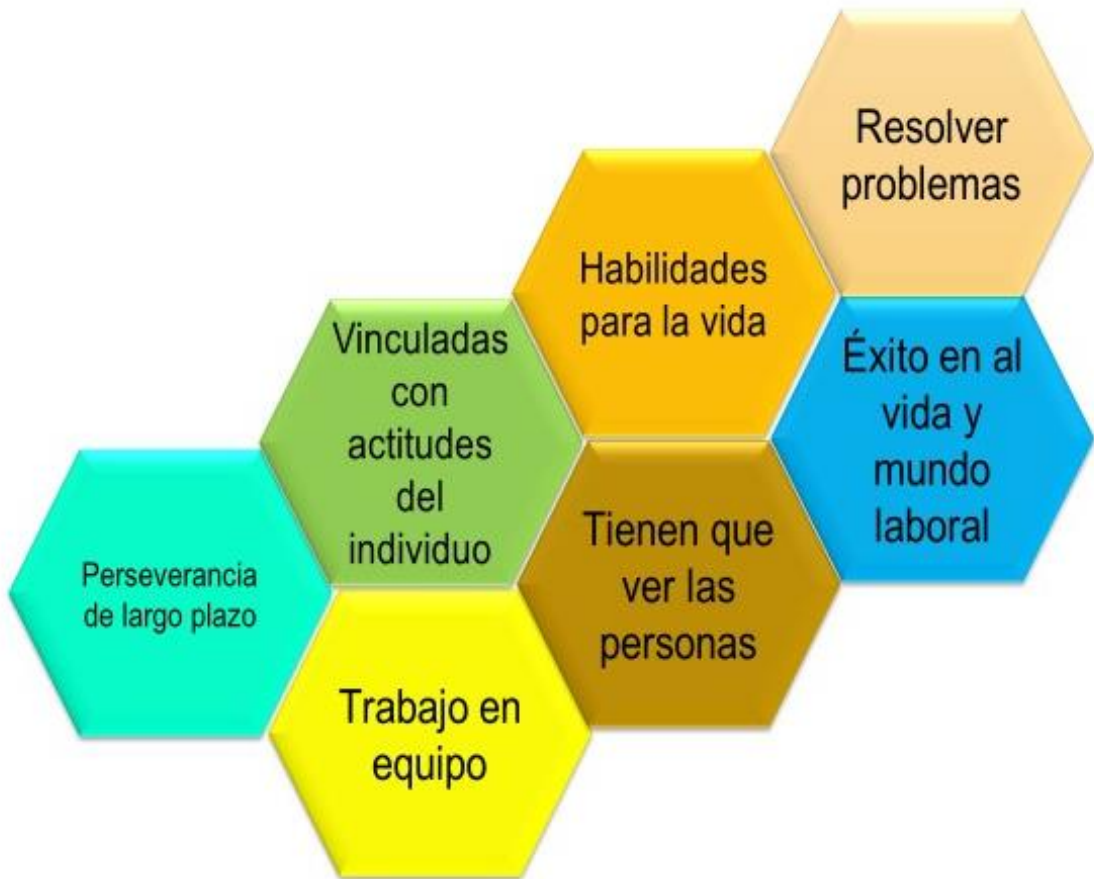 Resolver
problemas
Habilidades
para la vida
Éxito en al
vida y
mundo
laboral
Vinculadas
con
actitudes
del
individuo
Tienen que
ver las
personas
Perseverancia
de largo plazo
Trabajo en
equipo